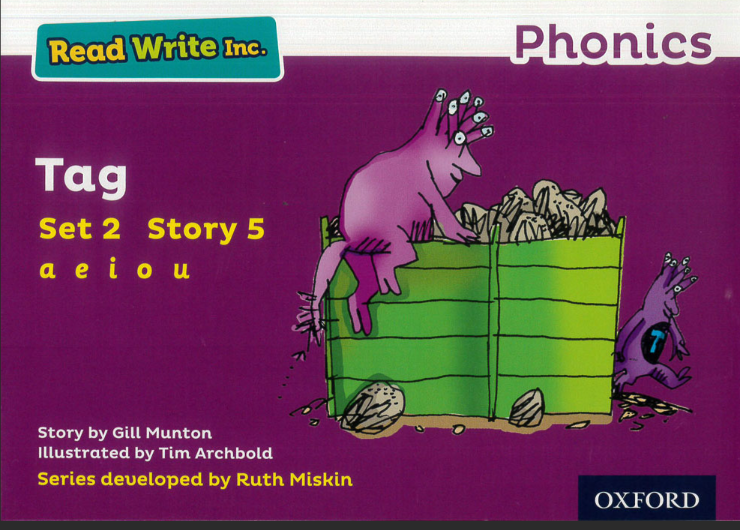 Read Write Inc.
Phonics
Tag
Set 2 Story 5
a e i o u
7
Story by Gill Munton
Illustrated by Tim Archbold
Series developed by Ruth Miskin
OXFORD